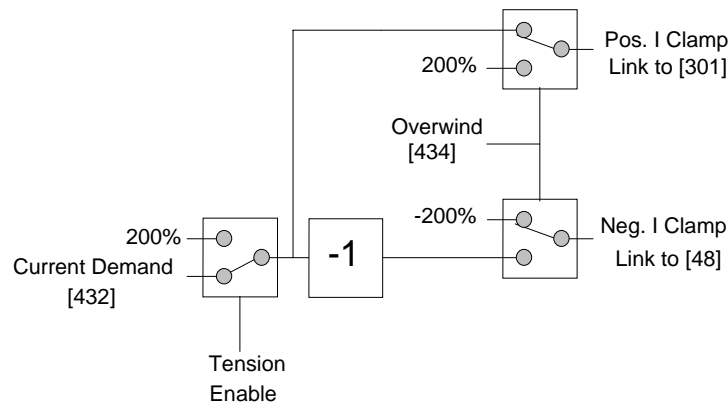 Pos. I Clamp
Link to [301]
200%
Overwind
[434]
-200%
Neg. I Clamp
Link to [48]
200%
Current Demand
[432]
-1
Tension
Enable